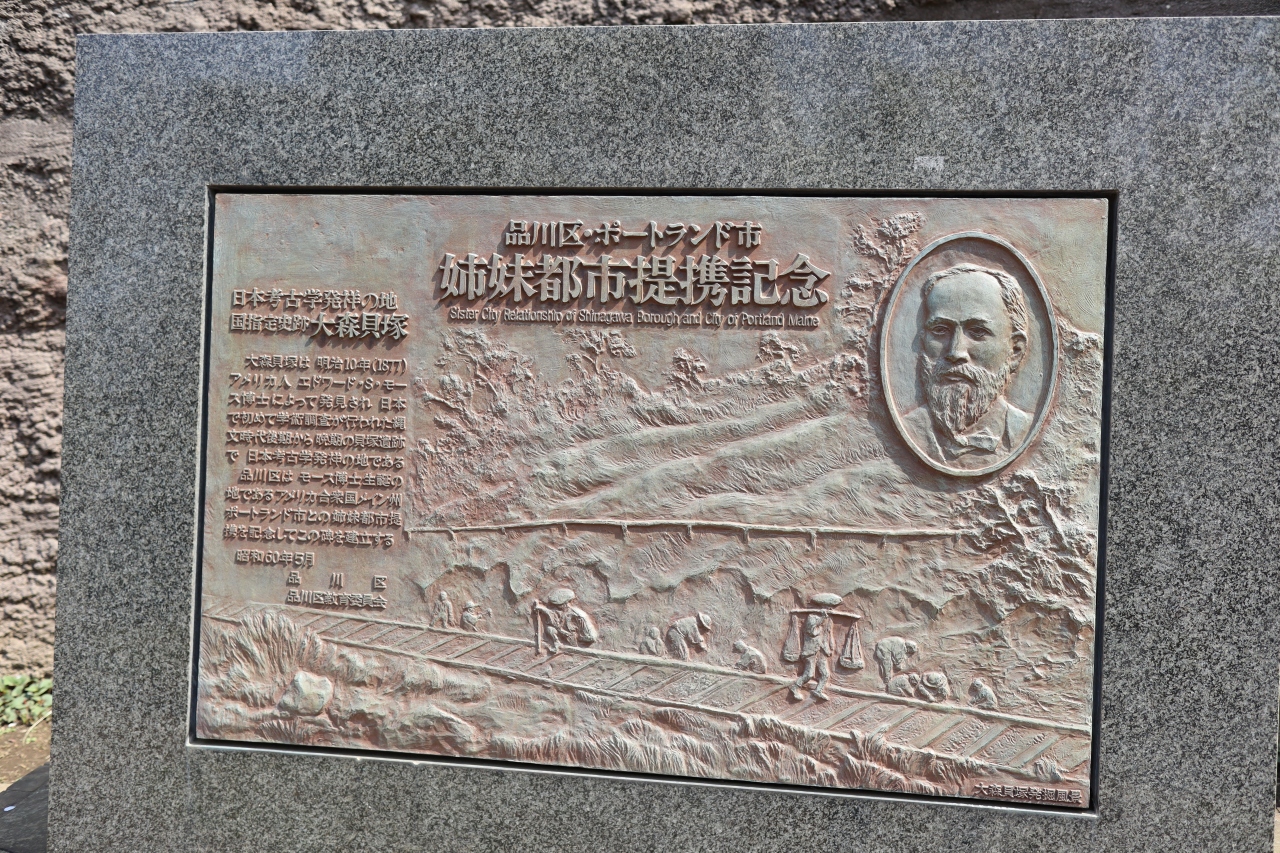 品川区・ポートランド市
姉妹都市提携記念
Sister City Relationship of Shinagawa Borough and City of Portland, Maine
日本考古学発祥の地
国指定史跡 大森貝塚
大森貝塚は 明治10年(1877)
アメリカ人 エドワード・S・モー
ス博士によって発見され 日本
で初めて学術調査が行われた縄
文時代後期から 晩期の貝塚遺跡
で 日本考古学発祥の地である
品川区は モース博士生誕の
地であるアメリカ合衆国メイン州
ポートランド市との 姉妹都市提
携を記念してこの碑を建立する
昭和60年5月
品川区
品川区教育委員会
大森貝塚発掘風景